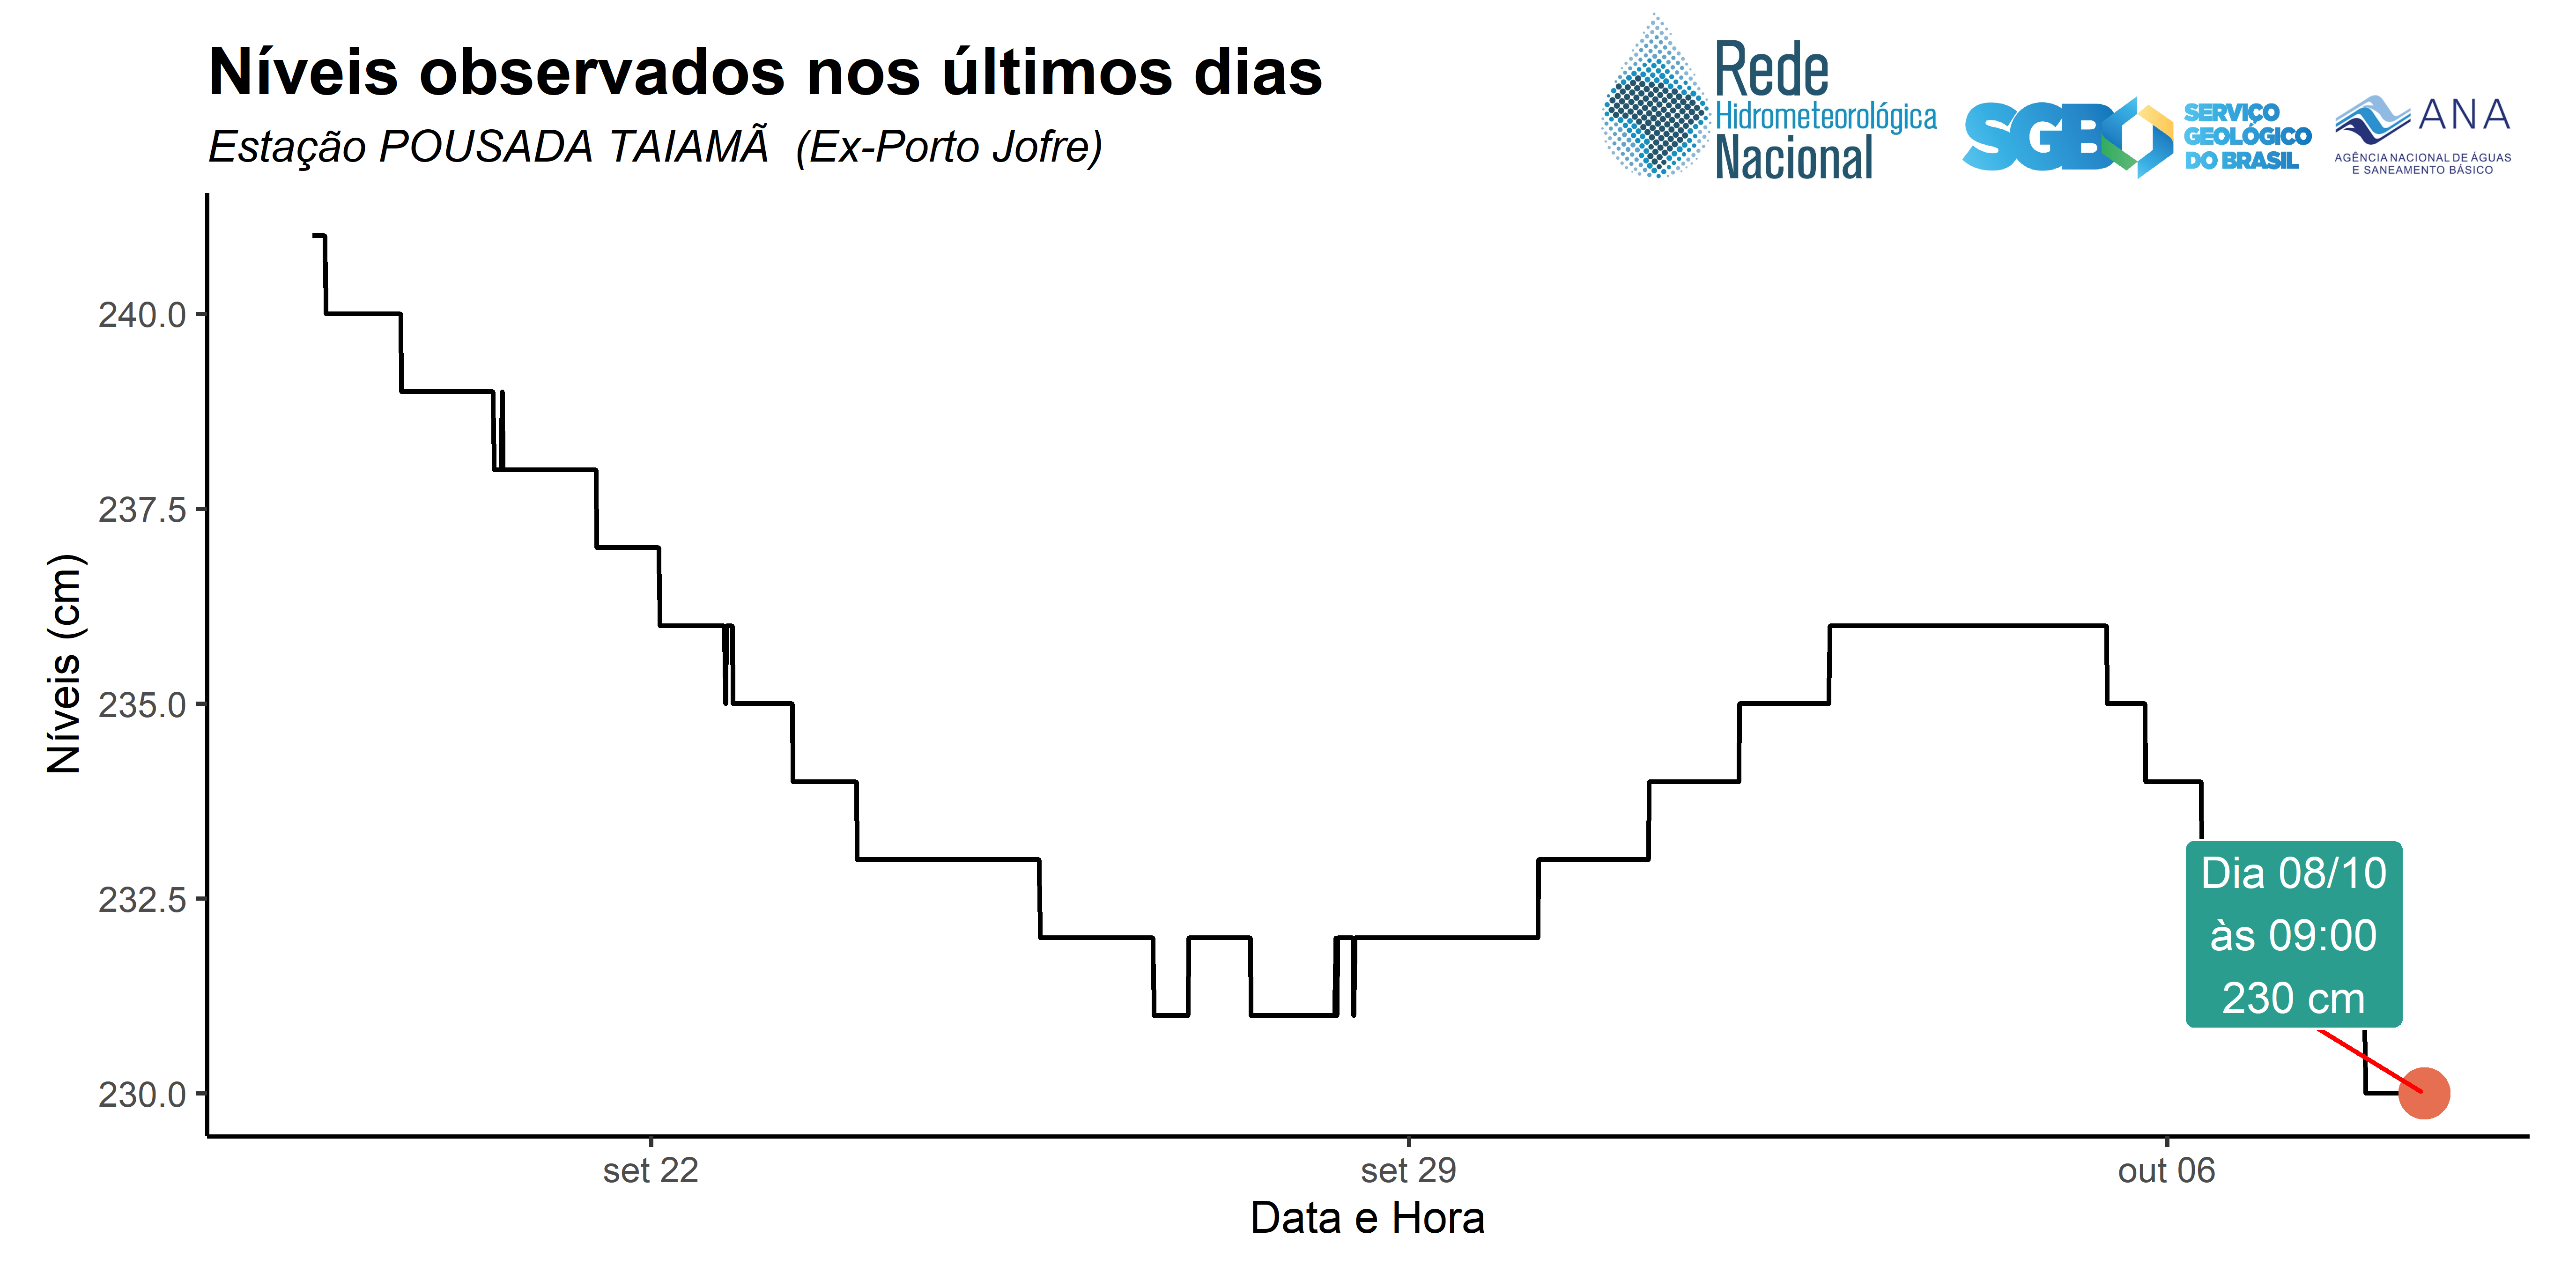 Níveis observados nos últimos dias
Estação POUSADA TAIAMÃ  (Ex-Porto Jofre)
Rede
Hidrometeorológica
Nacional
SGB
SERVIÇO
GEOLÓGICO
DO BRASIL
ANA
AGÊNCIA NACIONAL DE ÁGUAS
E SANEAMENTO BÁSICO
Níveis (cm)
240.0
237.5
235.0
232.5
230.0
Dia 08/10
às 09:00
230 cm
set 22
set 29
out 06
Data e Hora